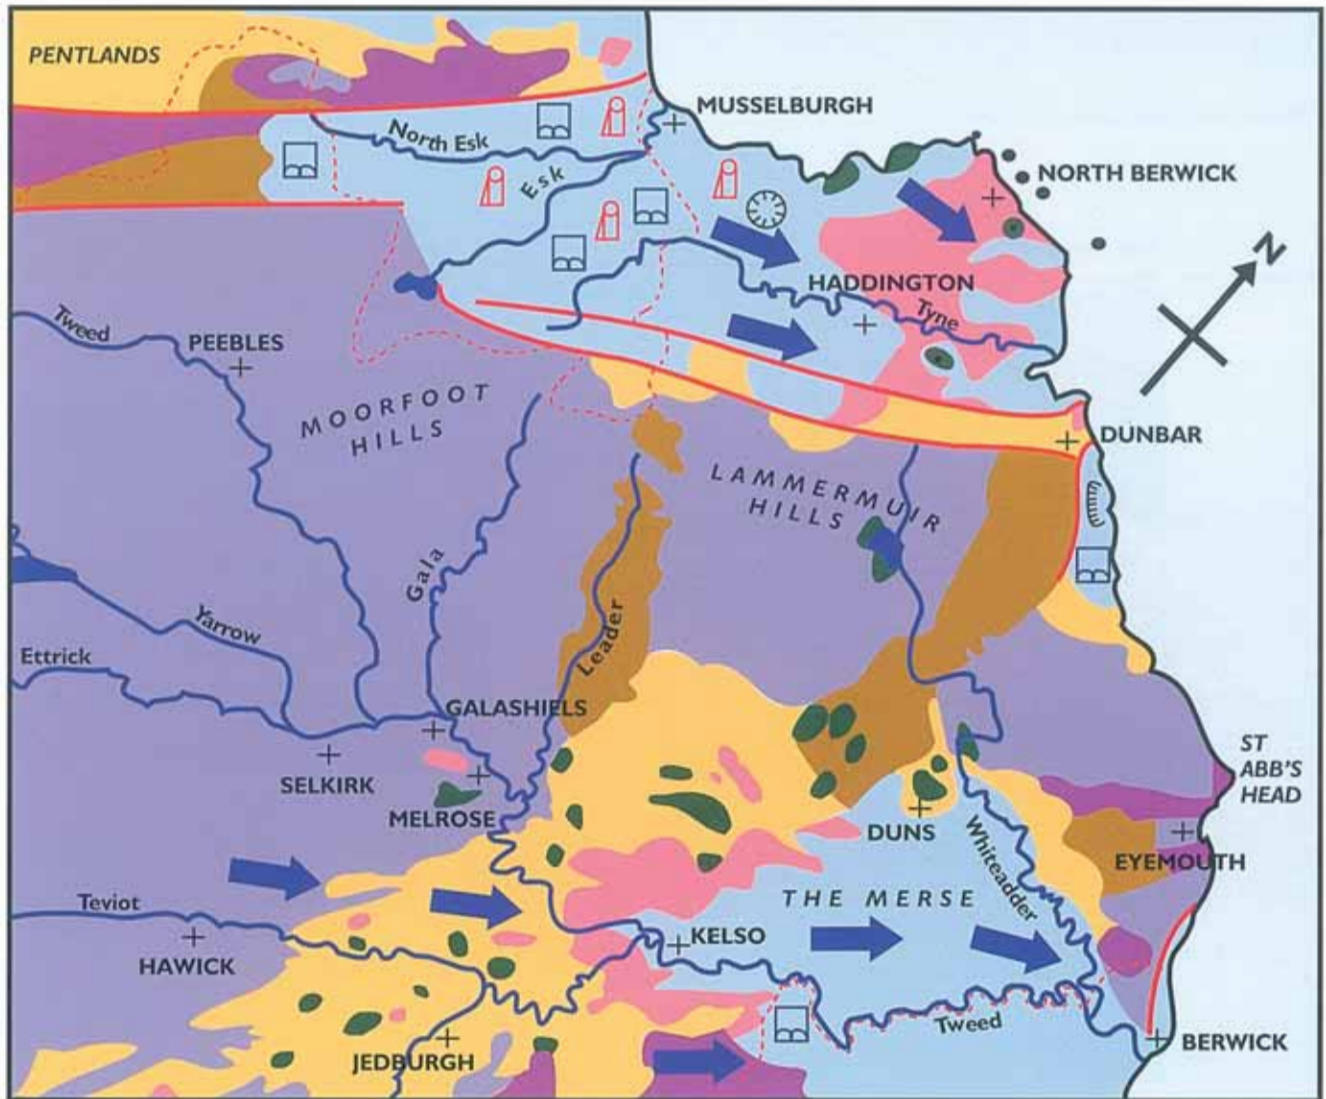 PENTLANDS
MUSSELBURGH
North Esk
Esk
NORTH BERWICK
N
HADDINGTON
Tyne
Tweed
PEEBLES
MOORFOOT
HILLS
DUNBAR
LAMMERMUIR
HILLS
Gala
Leader
Yarrow
Ettrick
GALASHIELS
SELKIRK
MELROSE
ST
ABB'S
HEAD
DUNS
Whiteadder
EYEMOUTH
THE MERSE
Teviot
HAWICK
KELSO
Tweed
JEDBURGH
BERWICK